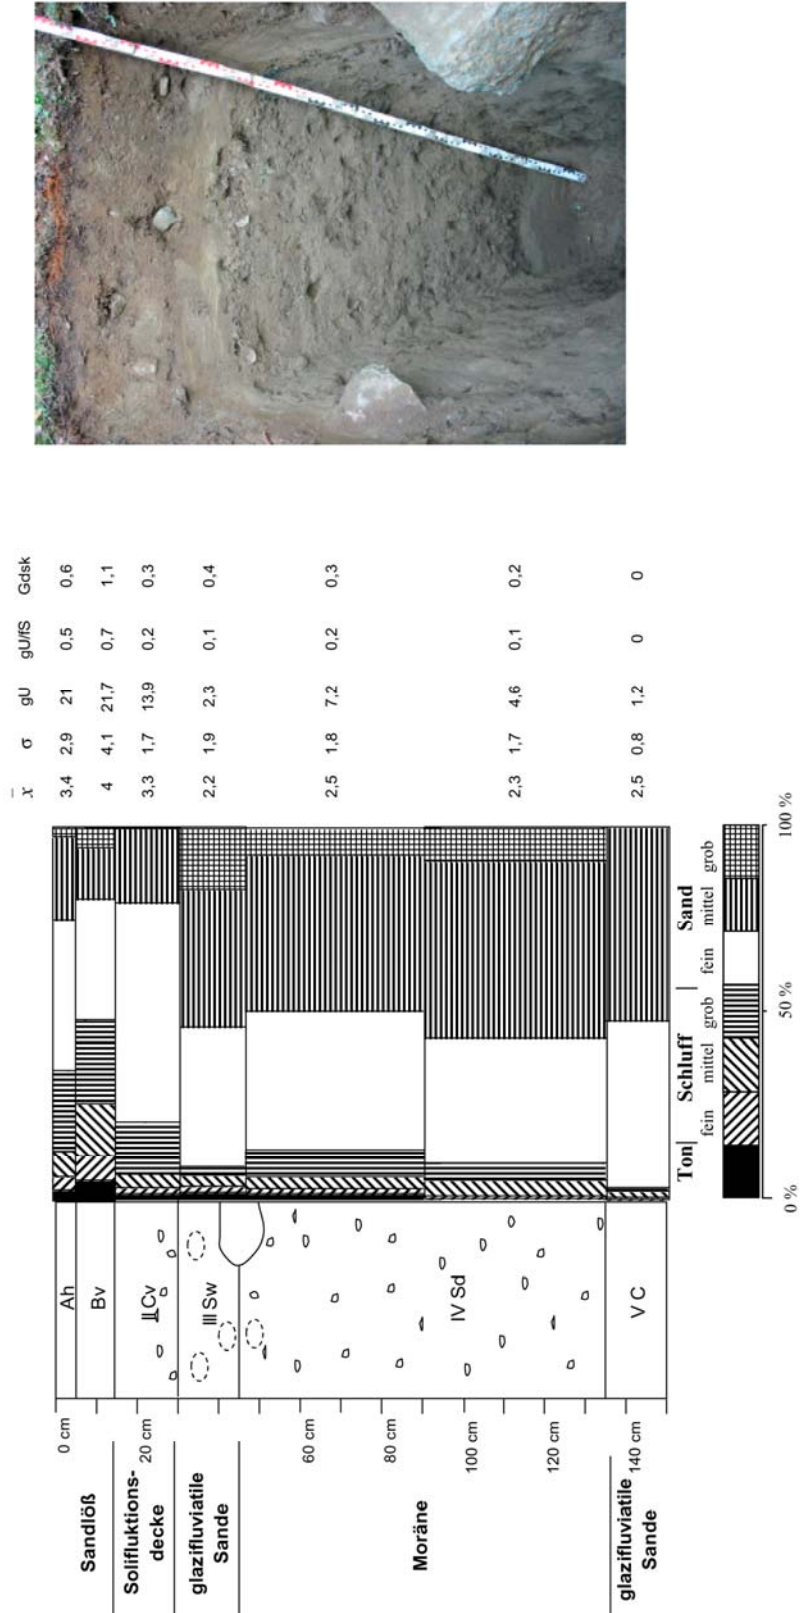 x̄ σ gU gU/fS Gdsk
Sandlöß
Solifluktions-
decke
glazifluviatile
Sande
Moräne
glazifluviatile
Sande
0 cm
20 cm
60 cm
80 cm
100 cm
120 cm
140 cm
Ah
Bv
II Cv
III Sw
IV Sd
V C
3,4 2,9 21 0,5 0,6
4 4,1 21,7 0,7 1,1
3,3 1,7 13,9 0,2 0,3
2,2 1,9 2,3 0,1 0,4
2,5 1,8 7,2 0,2 0,3
2,3 1,7 4,6 0,1 0,2
2,5 0,8 1,2 0 0
Ton| Schluff | Sand
fein mittel grob fein mittel grob
0 % 50 % 100 %